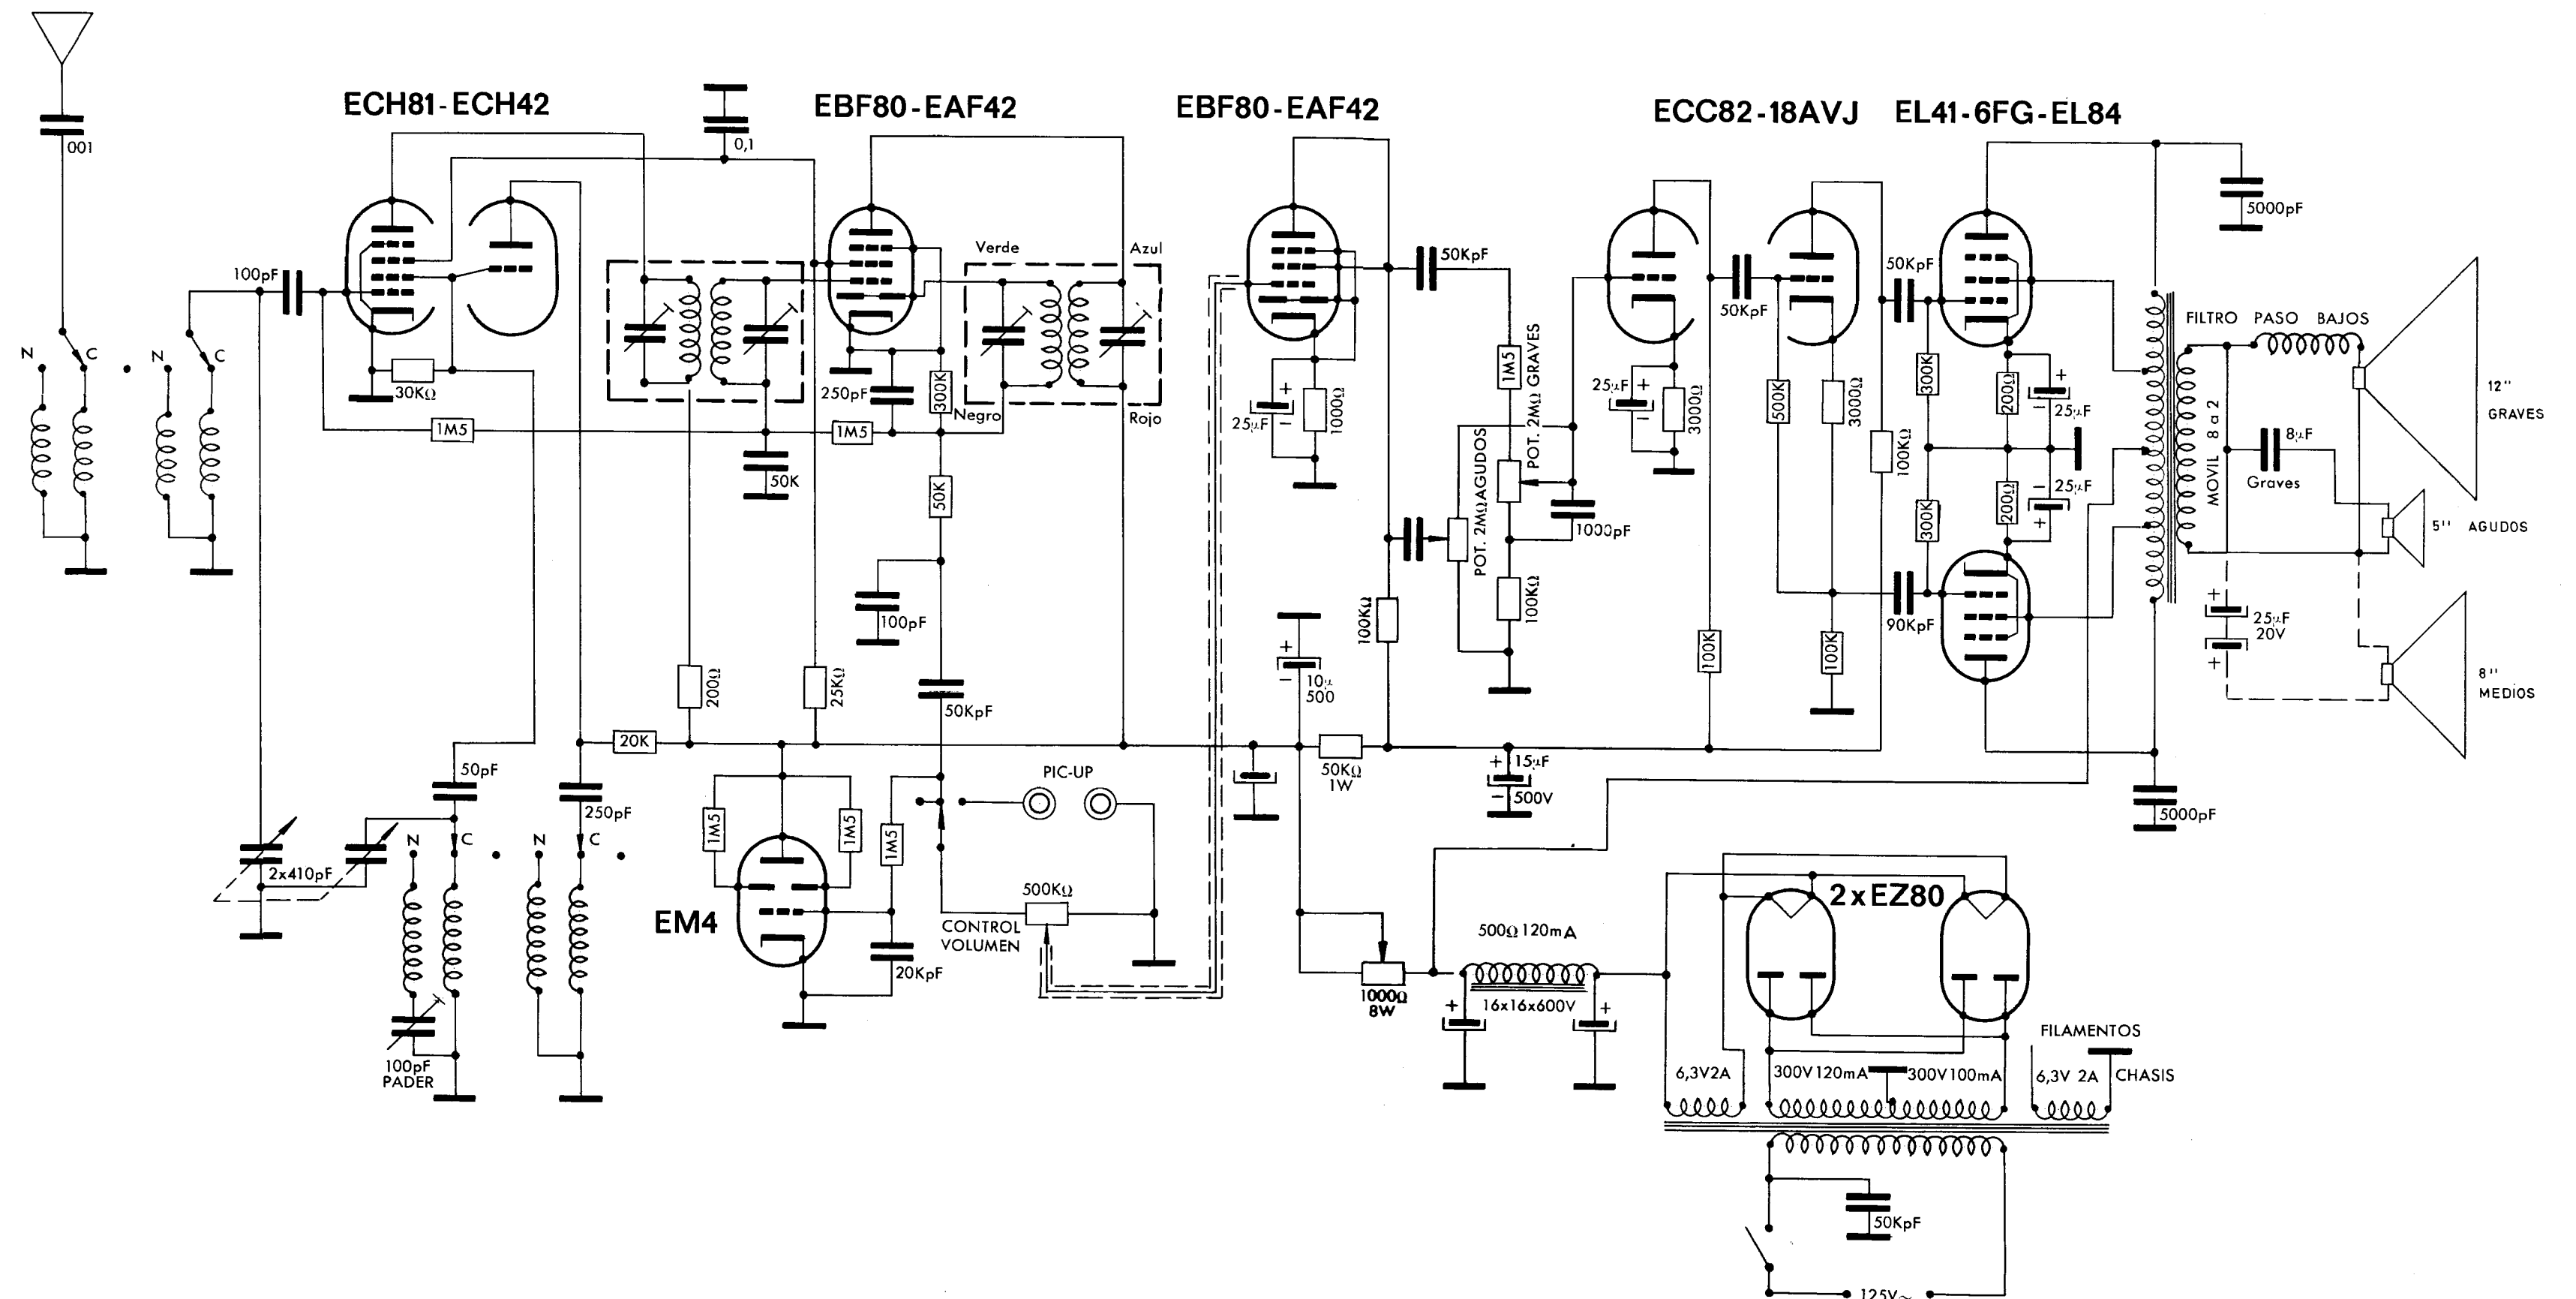 ECH81-ECH42
EBF80-EAF42
EBF80-EAF42
ECC82-18AVJ
EL41-6FG-EL84
001
0,1
5000pF
100pF
Verde
Azul
50KpF
50KpF
50KpF
N
C
N
C
30KΩ
250pF
300K
Negro
Rojo
1M5
1M5
50K
50K
100pF
25µF
1000Ω
1M5
POT. 2MΩ GRAVES
POT. 2MΩ AGUDOS
1000pF
100KΩ
100KΩ
25µF
3000Ω
500K
3000Ω
100KΩ
300K
300K
200Ω
200Ω
25µF
25µF
90KpF
100K
100K
FILTRO PASO BAJOS
MOVIL 8 a 2
8µF
Graves
12"
GRAVES
5" AGUDOS
25µF
20V
8"
MEDIOS
5000pF
200Ω
25KΩ
50KpF
20K
10µ
500
50KΩ
1W
15µF
500V
50pF
250pF
2x410pF
N
C
N
C
100pF
PADER
1M5
1M5
1M5
EM4
20KpF
PIC-UP
500KΩ
CONTROL
VOLUMEN
1000Ω
8W
500Ω 120mA
16x16x600V
2xEZ80
FILAMENTOS
6,3V2A
300V120mA
300V100mA
6,3V 2A
CHASIS
50KpF
125V~